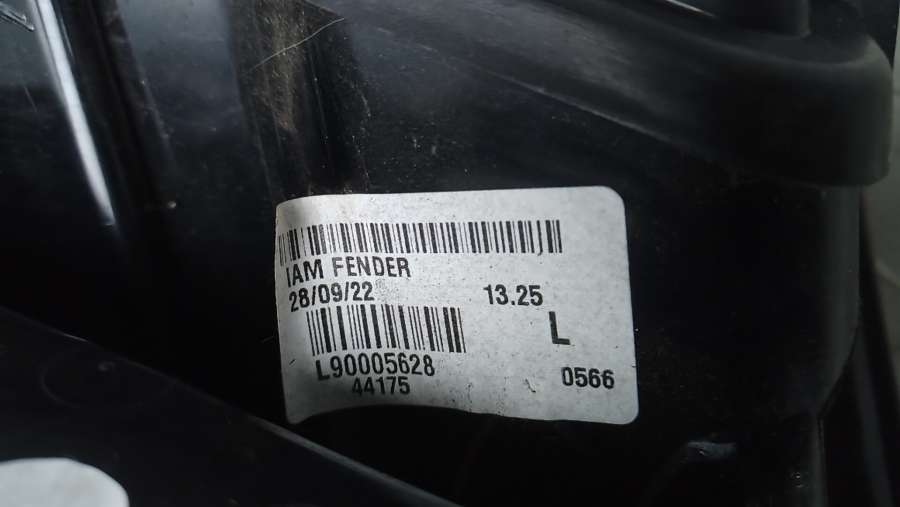 IAM FENDER
28/09/22 13.25
L
L90005628
44175 0566